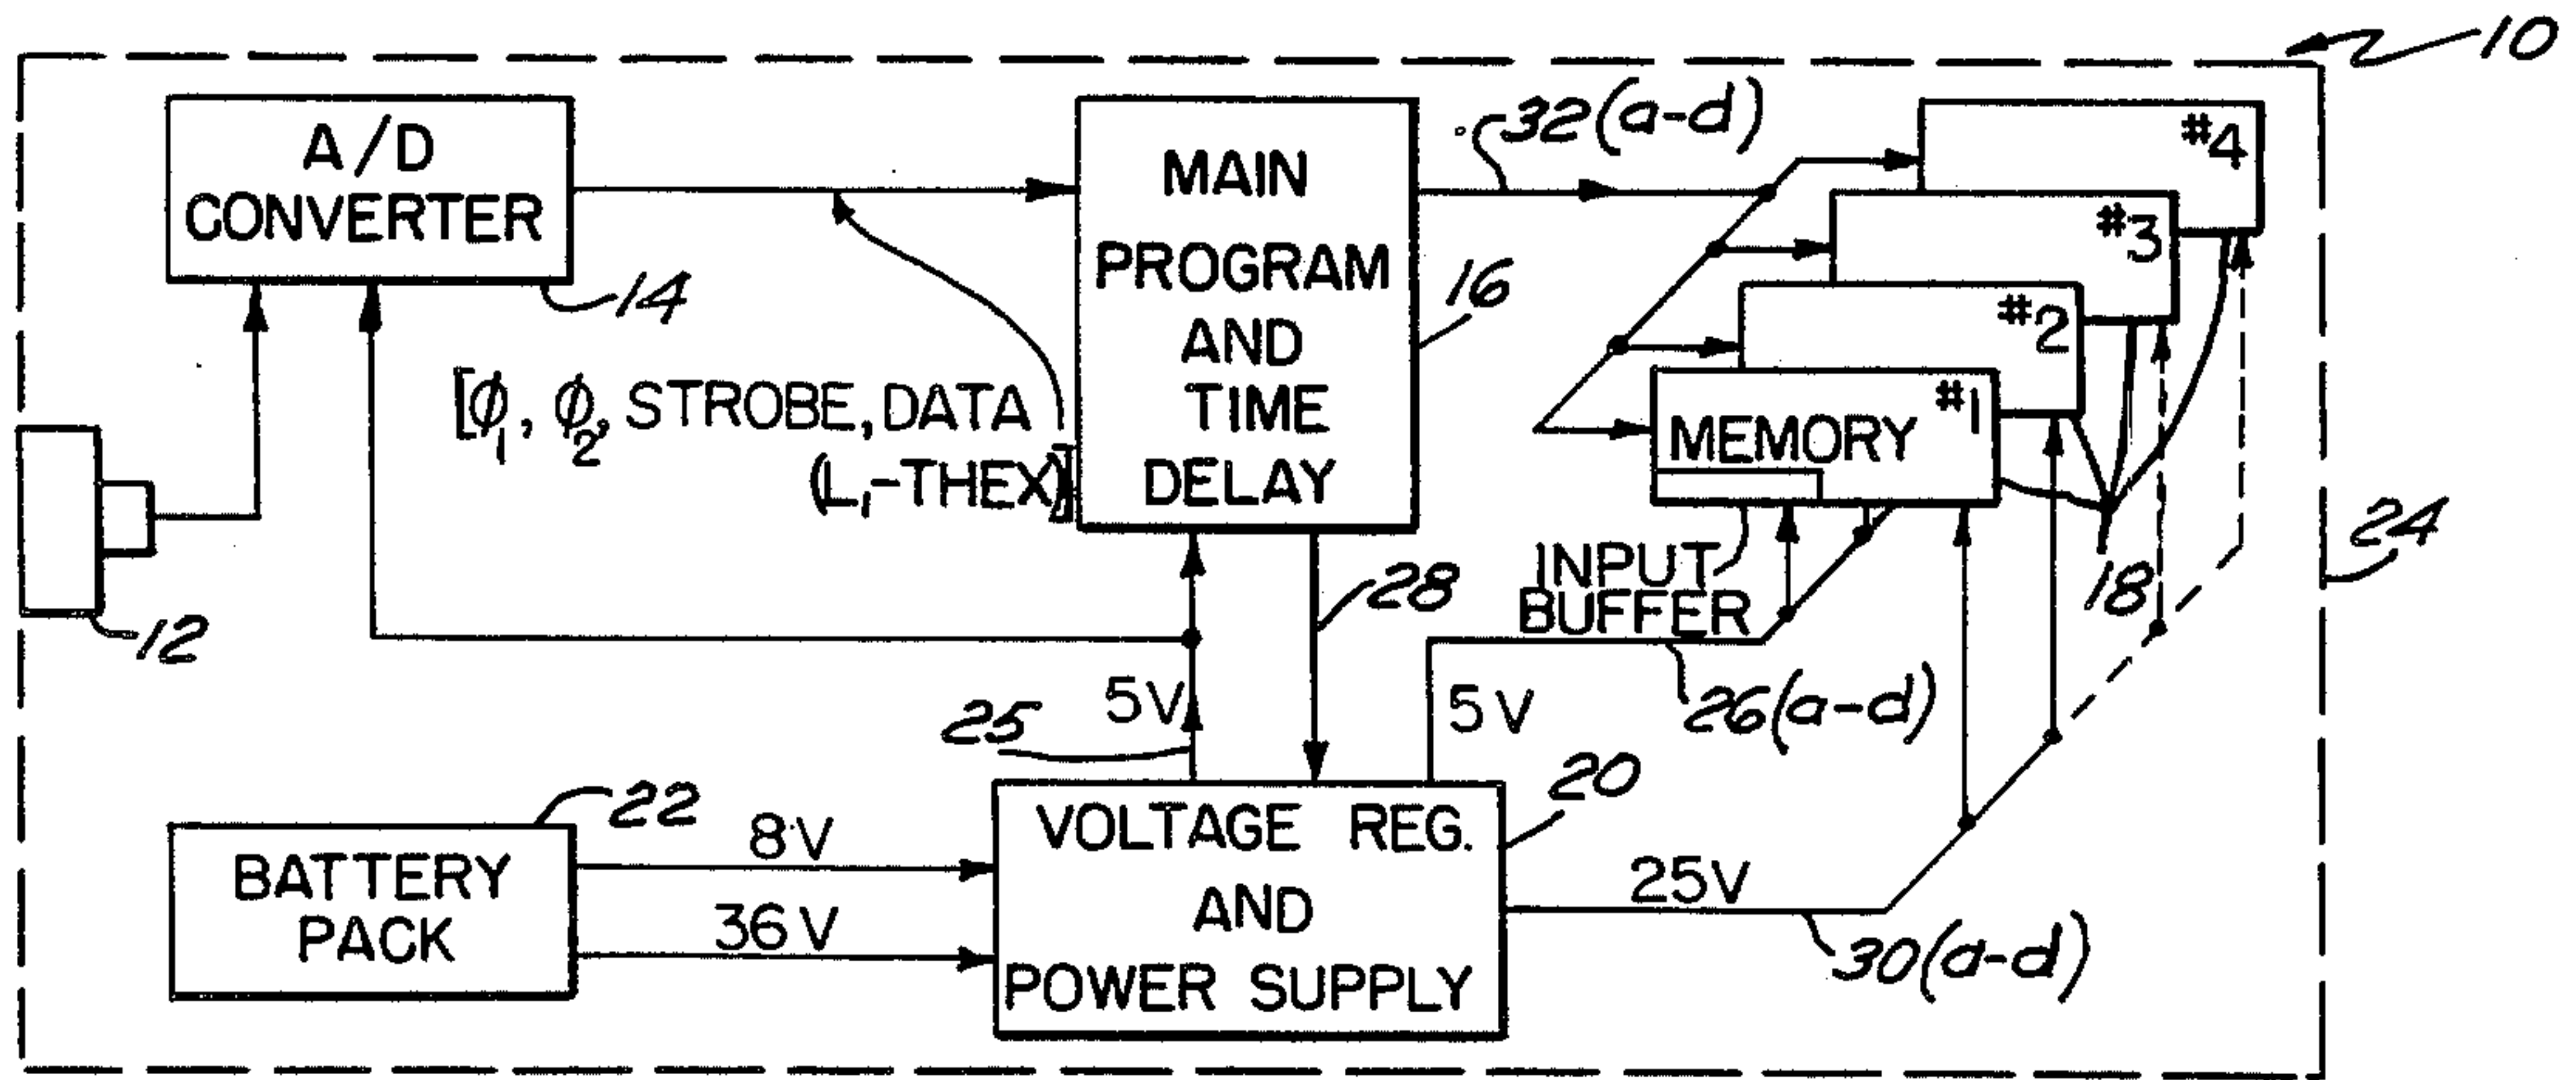 10
A/D
CONVERTER
14
MAIN
PROGRAM
AND
TIME
DELAY
16
32(a-d)
#4
#3
#2
#1
MEMORY
INPUT
BUFFER
18
24
[ϕ₁, ϕ₂, STROBE, DATA
(L₁-THEX)]
12
28
25
5V
5V
26(a-d)
20
22
BATTERY
PACK
8V
36V
VOLTAGE REG.
AND
POWER SUPPLY
25V
30(a-d)